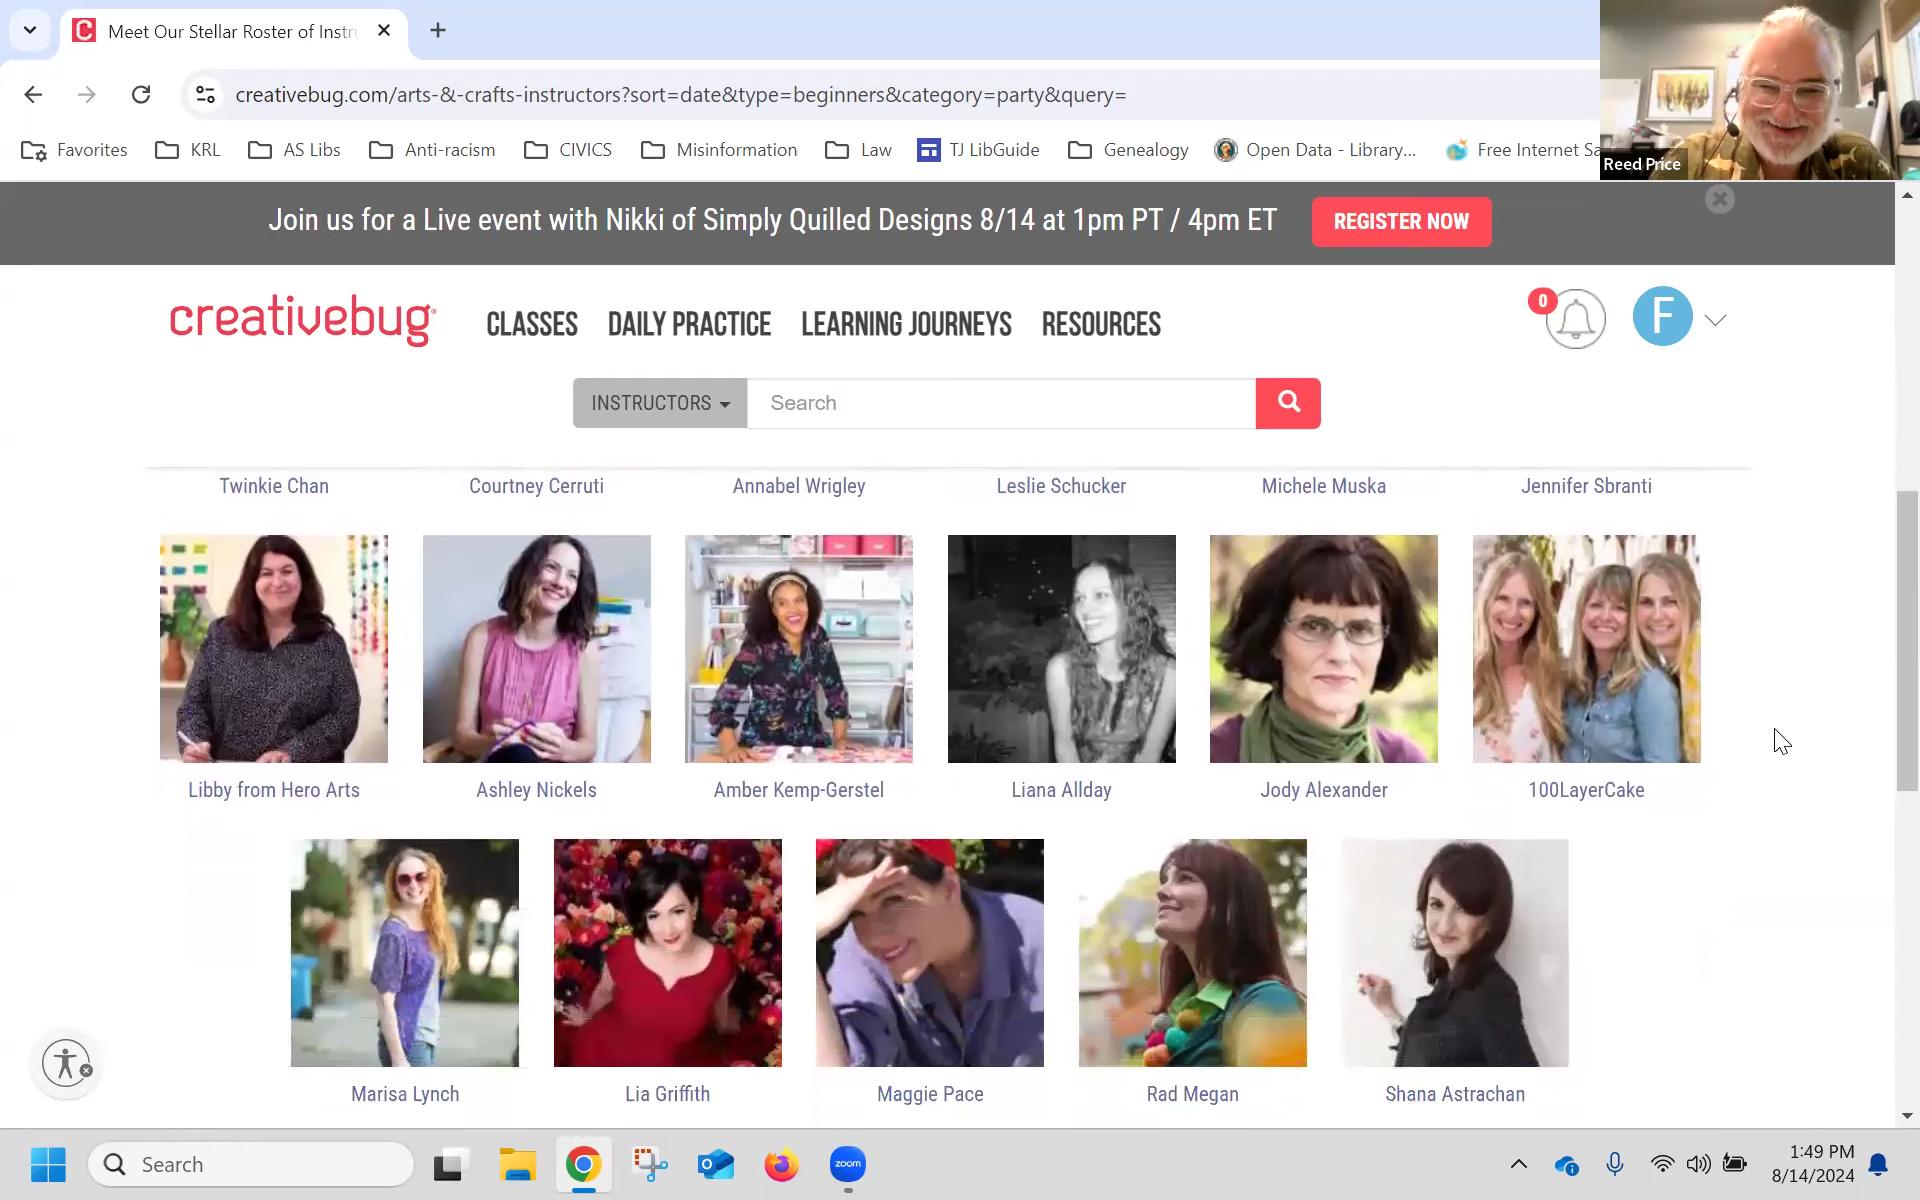 Meet Our Stellar Roster of Instr
creativebug.com/arts-&-crafts-instructors?sort=date&type=beginners&category=party&query=
Favorites KRL AS Libs Anti-racism CIVICS Misinformation Law TJ LibGuide Genealogy Open Data - Library... Free Internet Sa
Reed Price
Join us for a Live event with Nikki of Simply Quilled Designs 8/14 at 1pm PT / 4pm ET REGISTER NOW
creativebug CLASSES DAILY PRACTICE LEARNING JOURNEYS RESOURCES 0 F
INSTRUCTORS Search
Twinkie Chan Courtney Cerruti Annabel Wrigley Leslie Schucker Michele Muska Jennifer Sbranti
Libby from Hero Arts Ashley Nickels Amber Kemp-Gerstel Liana Allday Jody Alexander 100LayerCake
Marisa Lynch Lia Griffith Maggie Pace Rad Megan Shana Astrachan
Search zoom 1:49 PM
8/14/2024